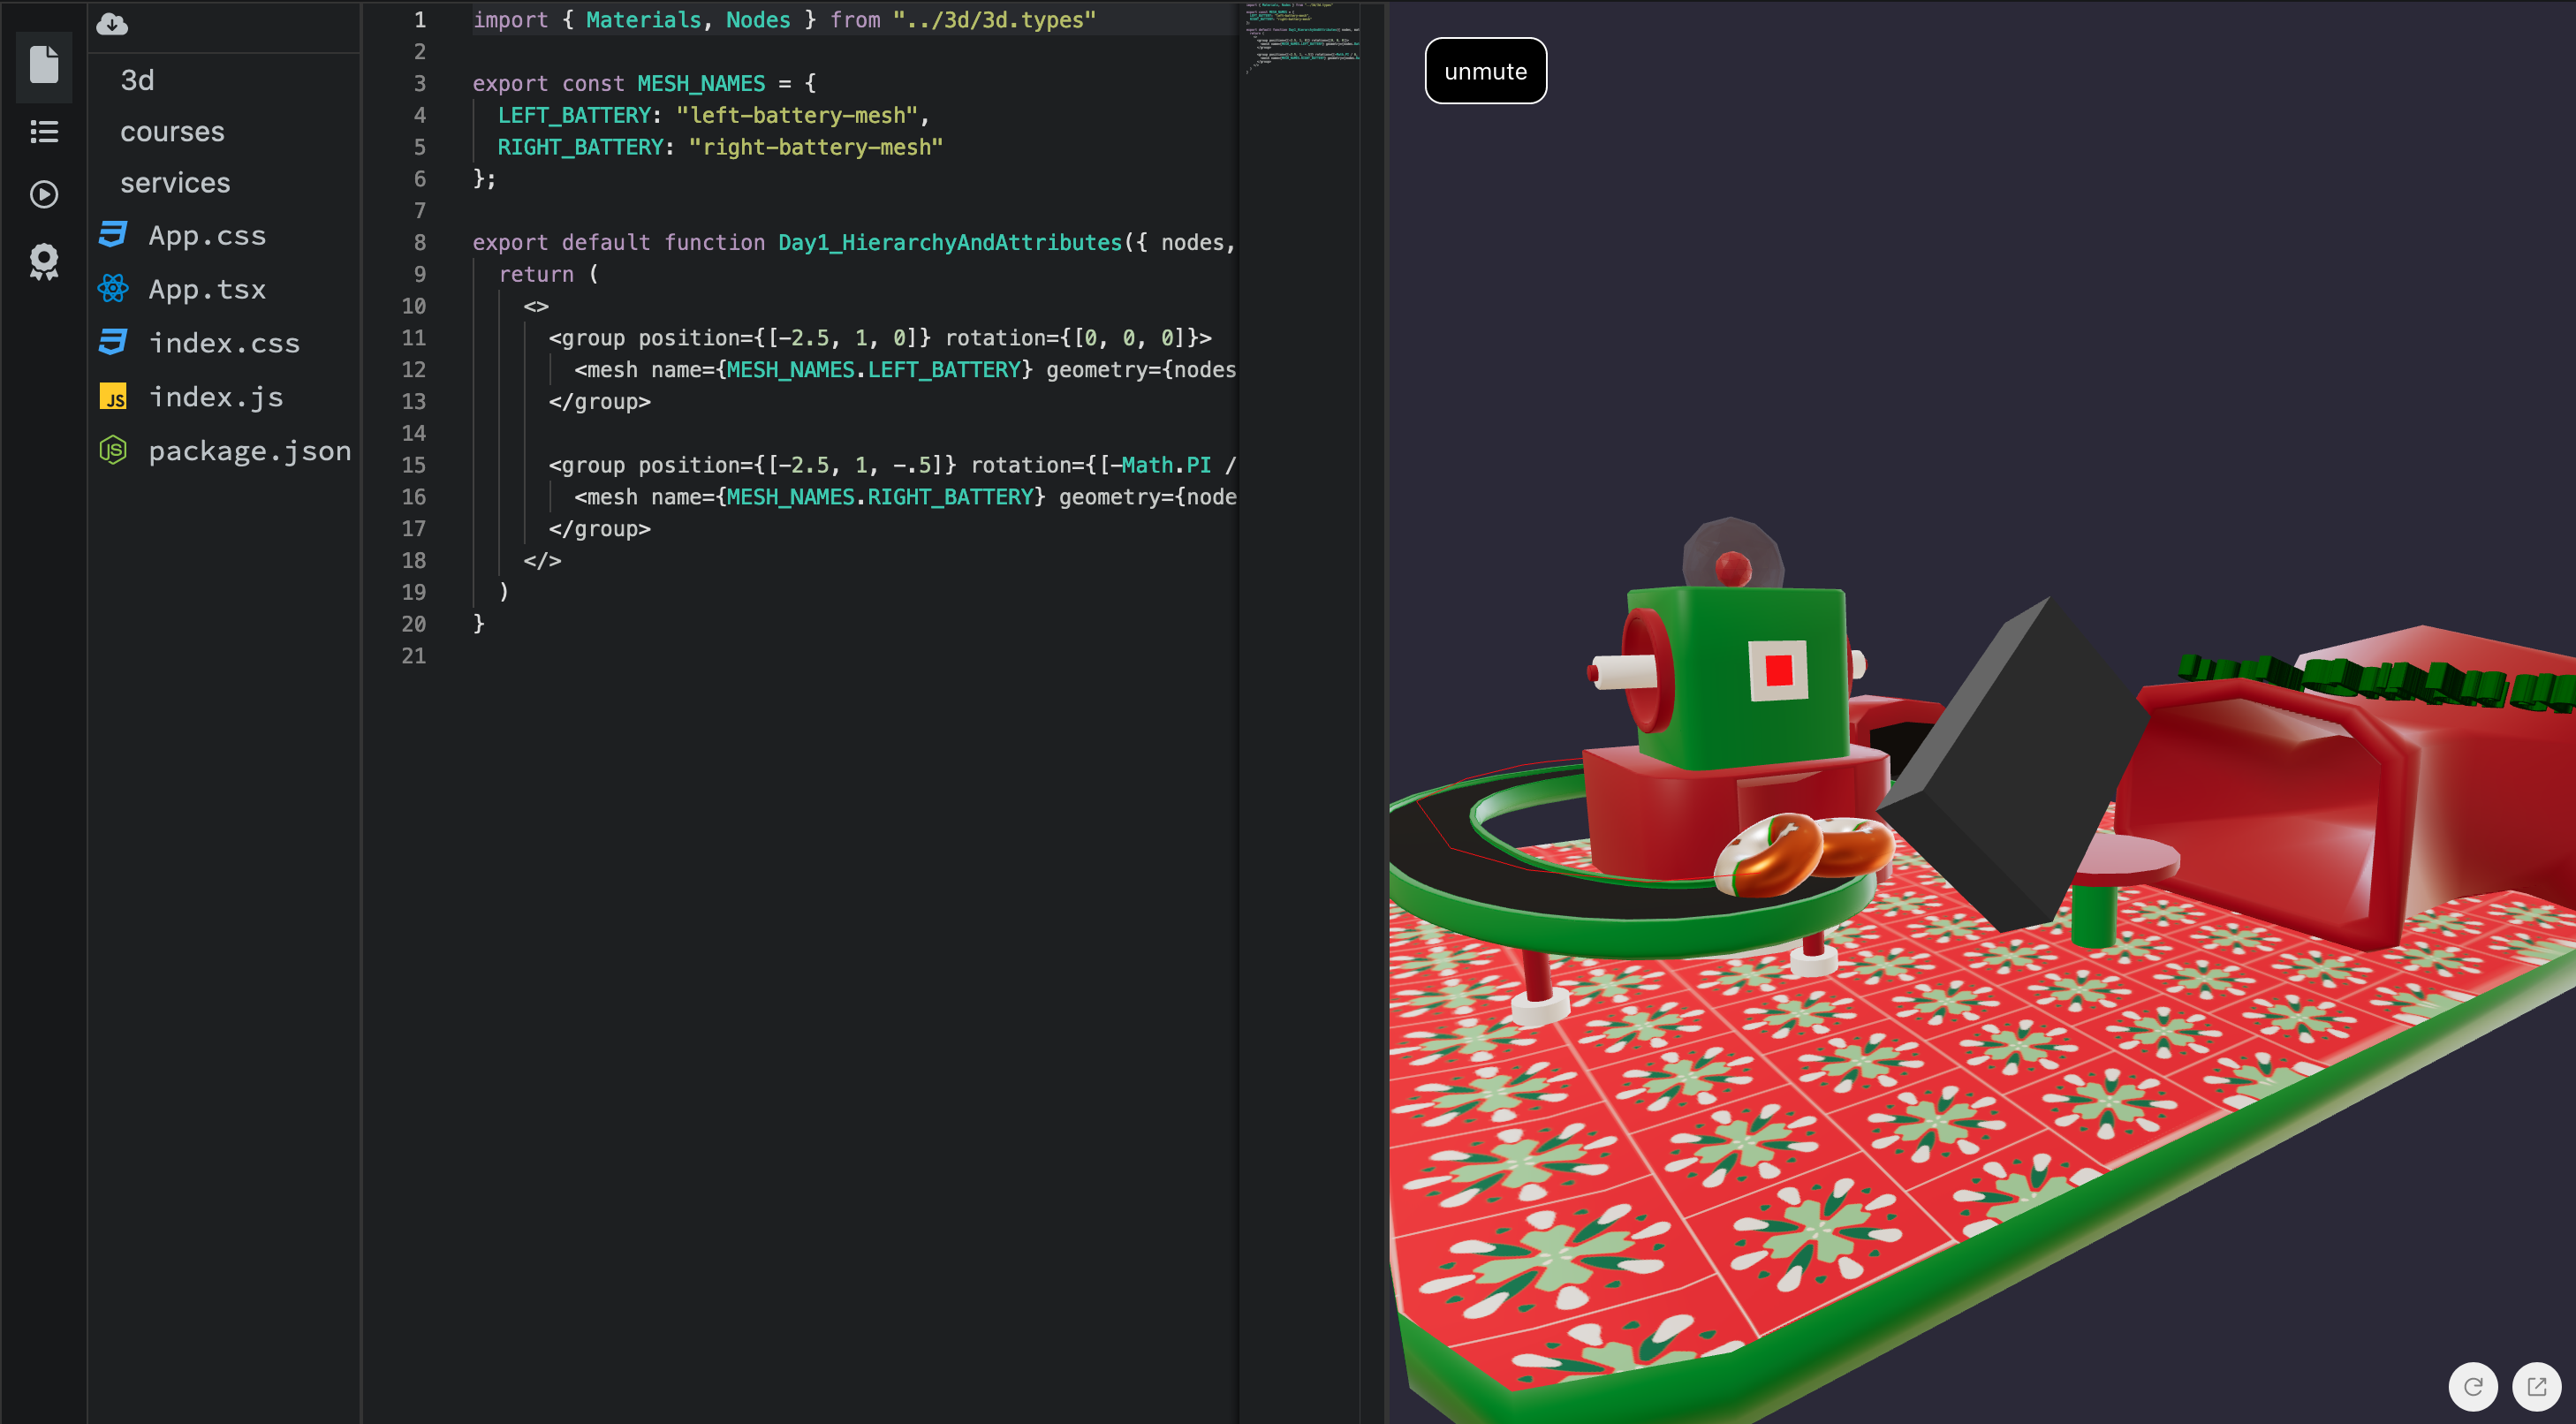 3d
courses
services
App.css
App.tsx
index.css
index.js
package.json
1 import { Materials, Nodes } from "../3d/3d.types"
2
3 export const MESH_NAMES = {
4 LEFT_BATTERY: "left-battery-mesh",
5 RIGHT_BATTERY: "right-battery-mesh"
6 };
7
8 export default function Day1_HierarchyAndAttributes({ nodes,
9 return (
10 <>
11 <group position={[-2.5, 1, 0]} rotation={[0, 0, 0]}>
12 <mesh name={MESH_NAMES.LEFT_BATTERY} geometry={nodes
13 </group>
14
15 <group position={[-2.5, 1, -.5]} rotation={[-Math.PI /
16 <mesh name={MESH_NAMES.RIGHT_BATTERY} geometry={node
17 </group>
18 </>
19 )
20 }
21
unmute